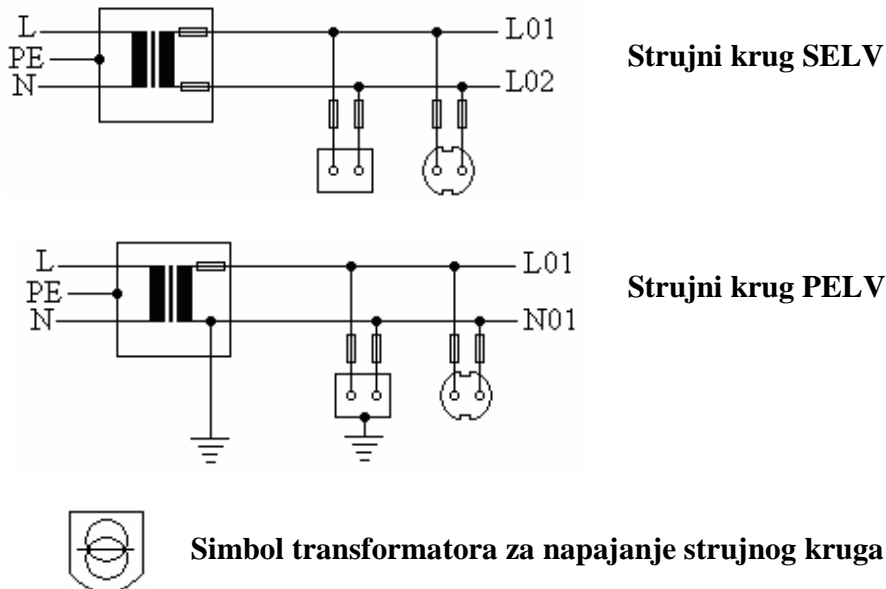 L
L01
PE
Strujni krug SELV
N
L02
L
L01
PE
Strujni krug PELV
N
N01
Simbol transformatora za napajanje strujnog kruga